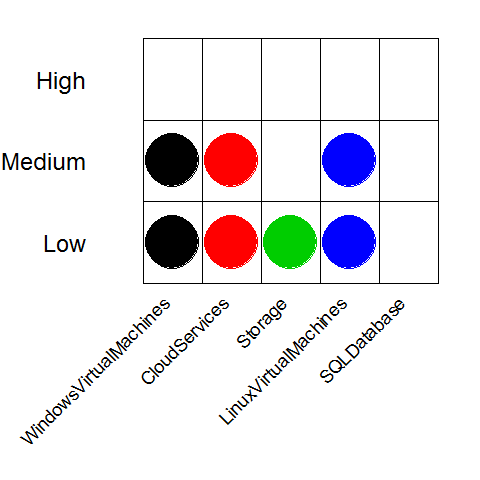 High
Medium
Low
WindowsVirtualMachines
CloudServices
Storage
LinuxVirtualMachines
SQLDatabase